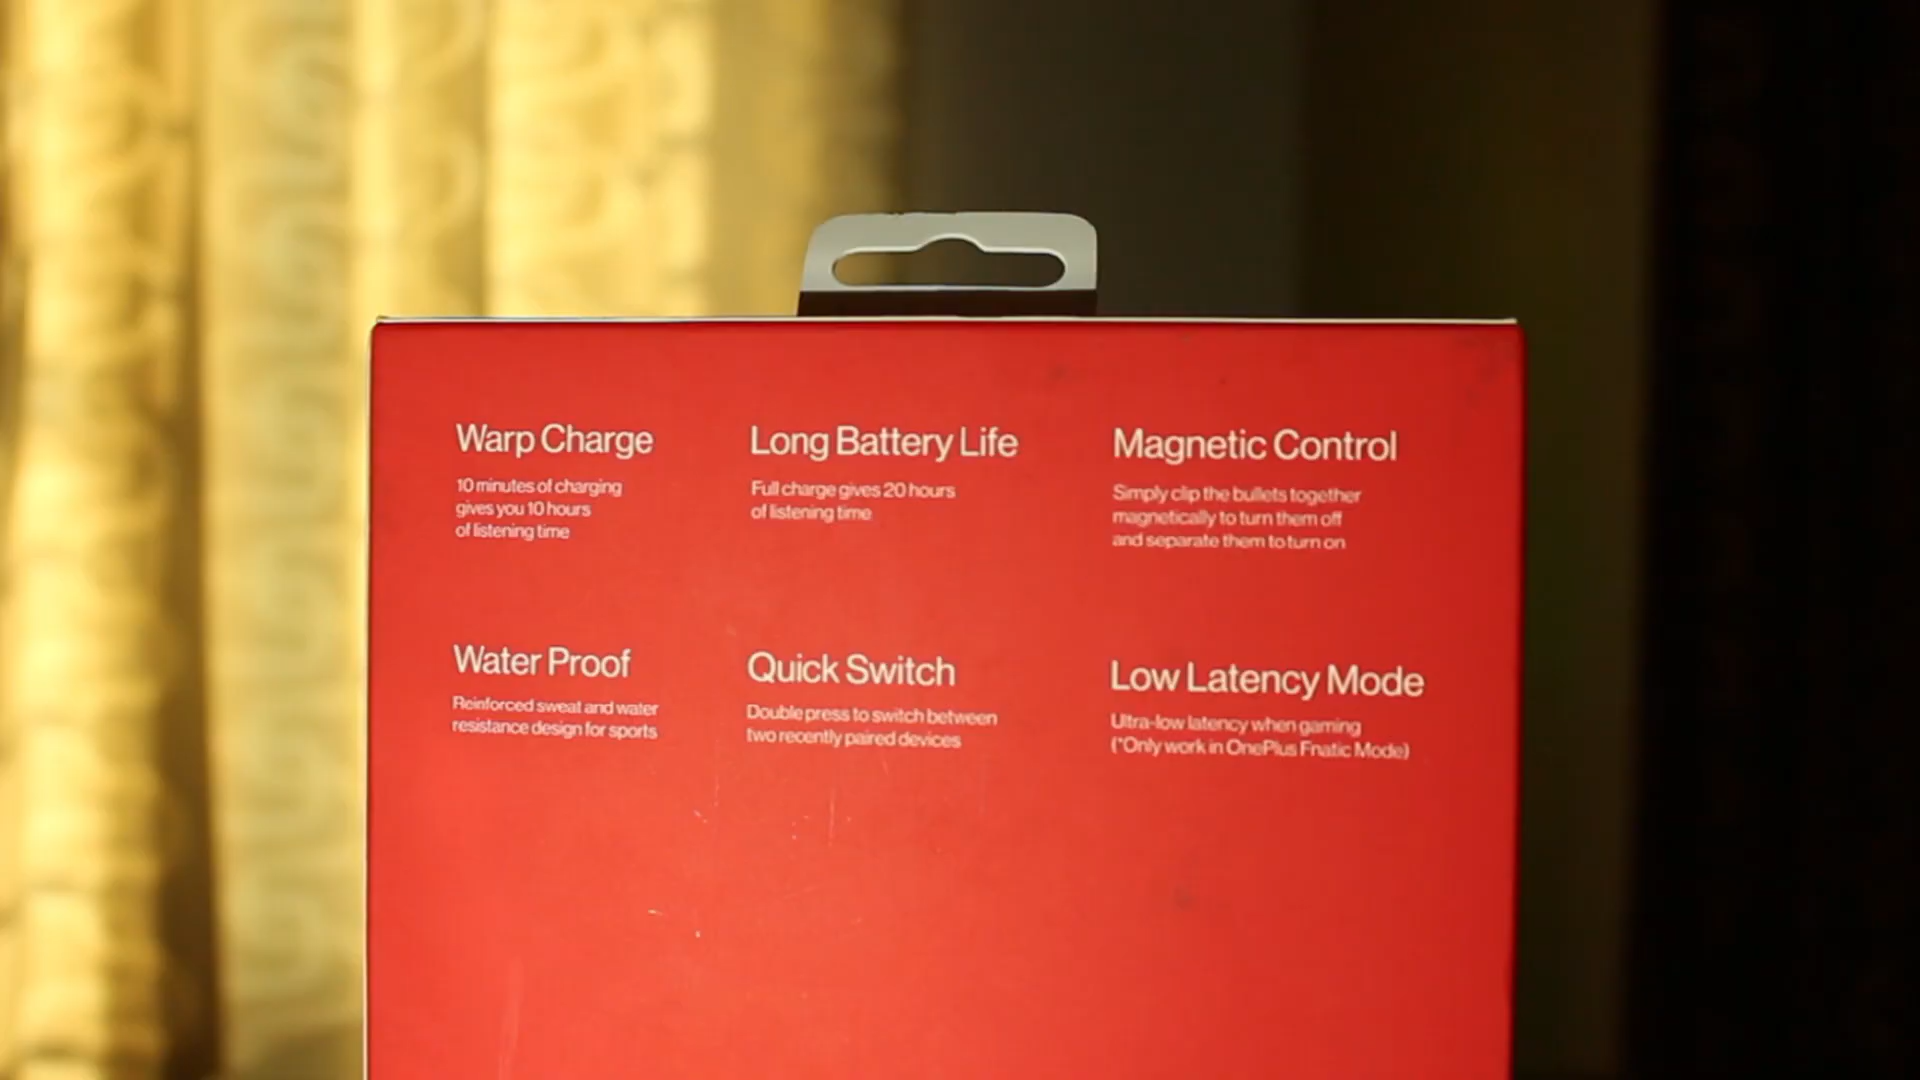 Warp Charge
10 minutes of charging
gives you 10 hours
of listening time
Long Battery Life
Full charge gives 20 hours
of listening time
Magnetic Control
Simply clip the bullets together
magnetically to turn them off
and separate them to turn on
Water Proof
Reinforced sweat and water
resistance design for sports
Quick Switch
Double press to switch between
two recently paired devices
Low Latency Mode
Ultra-low latency when gaming
(*Only work in OnePlus Fnatic Mode)